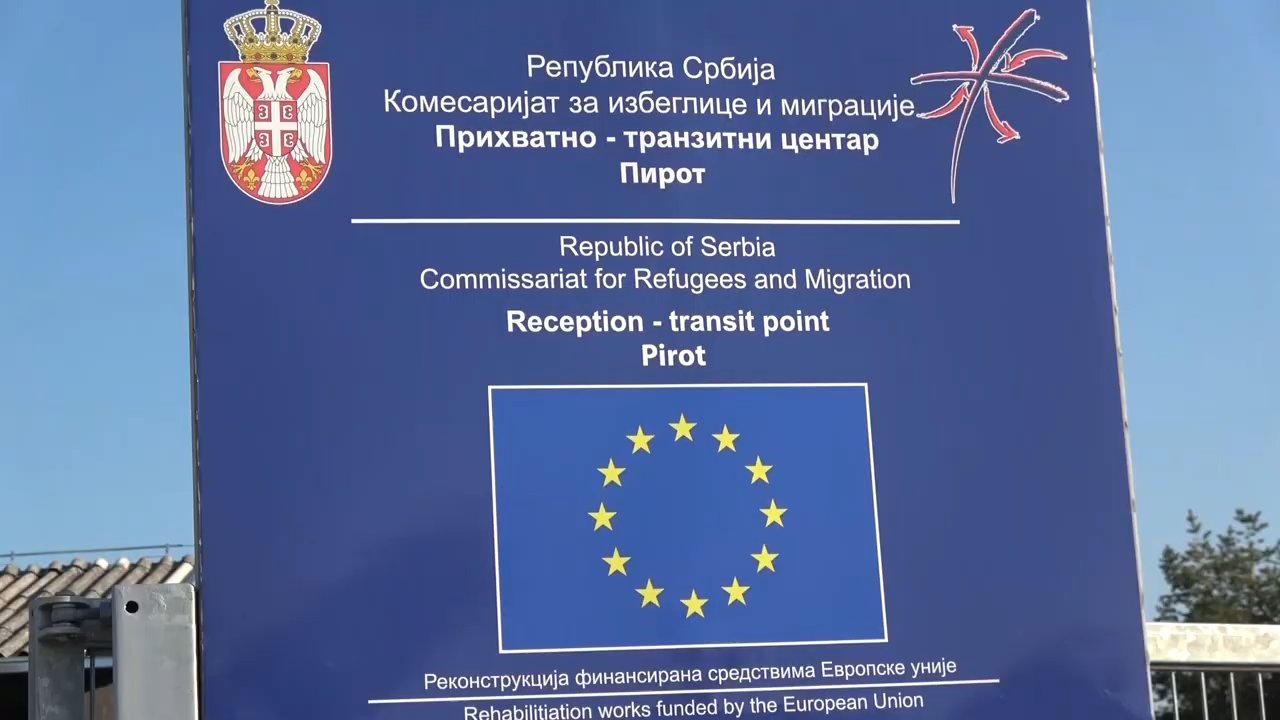 Република Србија
Комесаријат за избеглице и миграције
Прихватно - транзитни центар
Пирот
Republic of Serbia
Commissariat for Refugees and Migration
Reception - transit point
Pirot
Реконструкција финансирана средствима Европске уније
Rehabilitiation works funded by the European Union